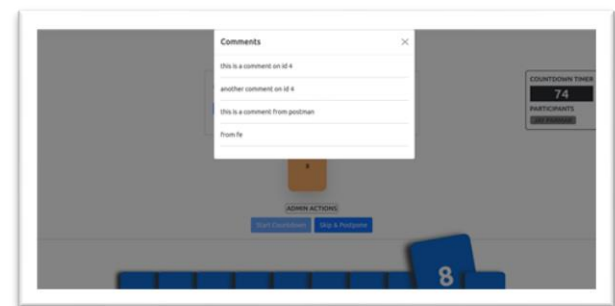 Comments
this is a comment on id 4
another comment on id 4
this is a comment from postman
from fe
COUNTDOWN TIMER
74
PARTICIPANTS
8
ADMIN ACTIONS
Start Countdown Skip & Postpone
8